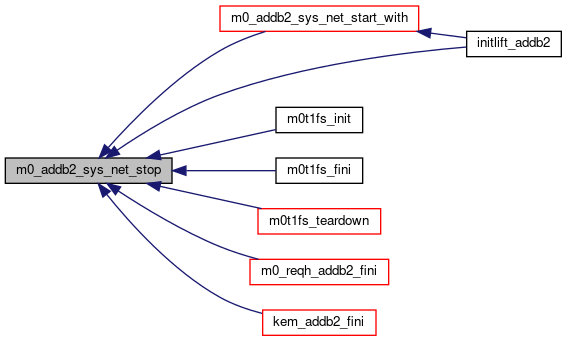 m0_addb2_sys_net_start_with
initlift_addb2
m0t1fs_init
m0_addb2_sys_net_stop
m0t1fs_fini
m0t1fs_teardown
m0_reqh_addb2_fini
kem_addb2_fini